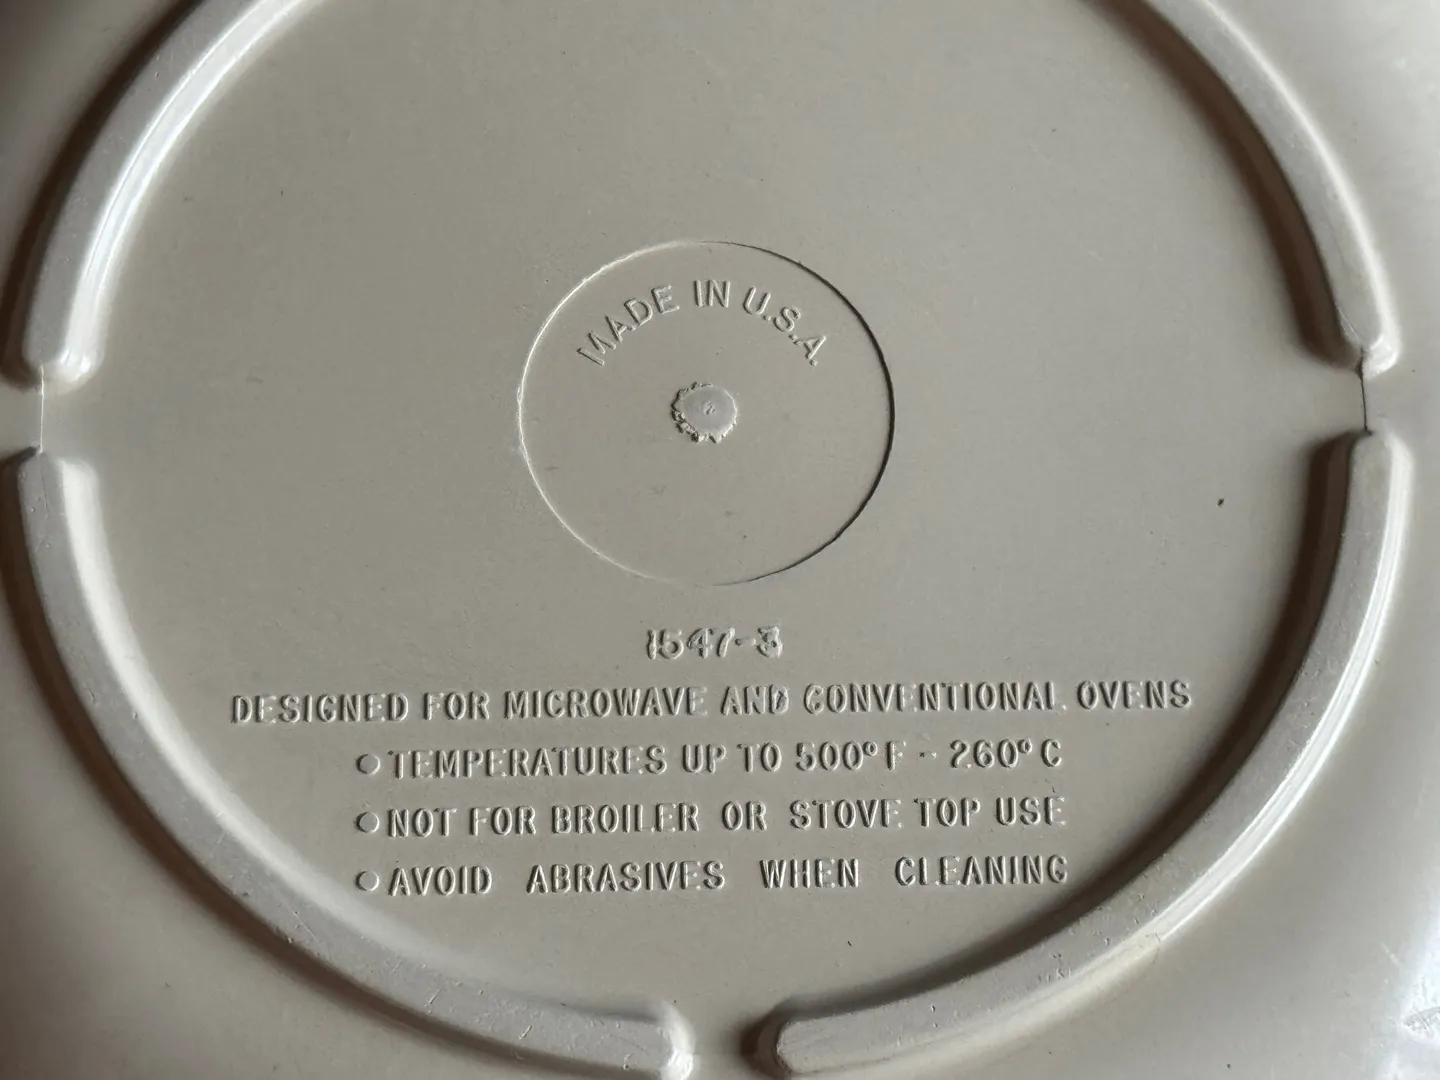 MADE IN U.S.A.
1547-3
DESIGNED FOR MICROWAVE AND CONVENTIONAL OVENS
○ TEMPERATURES UP TO 500° F - 260° C
○ NOT FOR BROILER OR STOVE TOP USE
○ AVOID ABRASIVES WHEN CLEANING